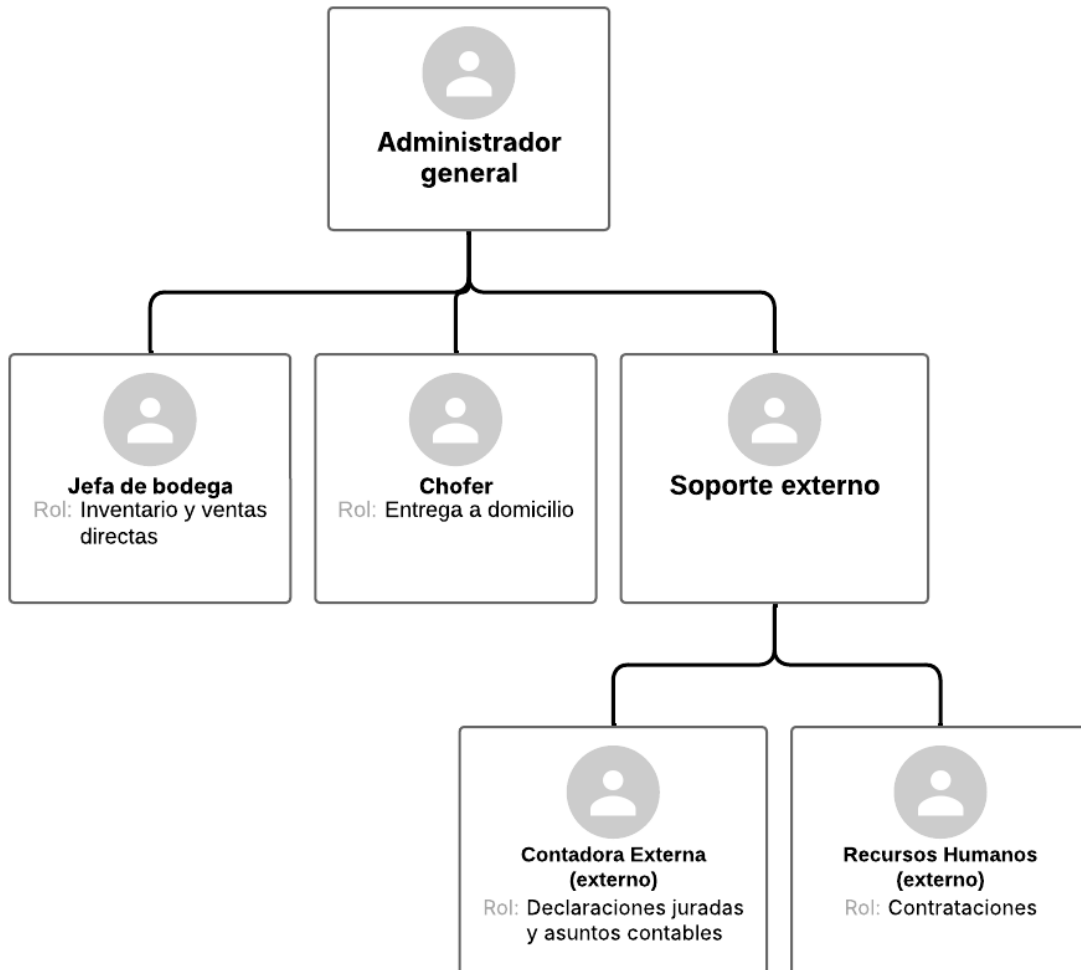 Administrador
general
Jefa de bodega
Rol: Inventario y ventas
directas
Chofer
Rol: Entrega a domicilio
Soporte externo
Contadora Externa
(externo)
Rol: Declaraciones juradas
y asuntos contables
Recursos Humanos
(externo)
Rol: Contrataciones